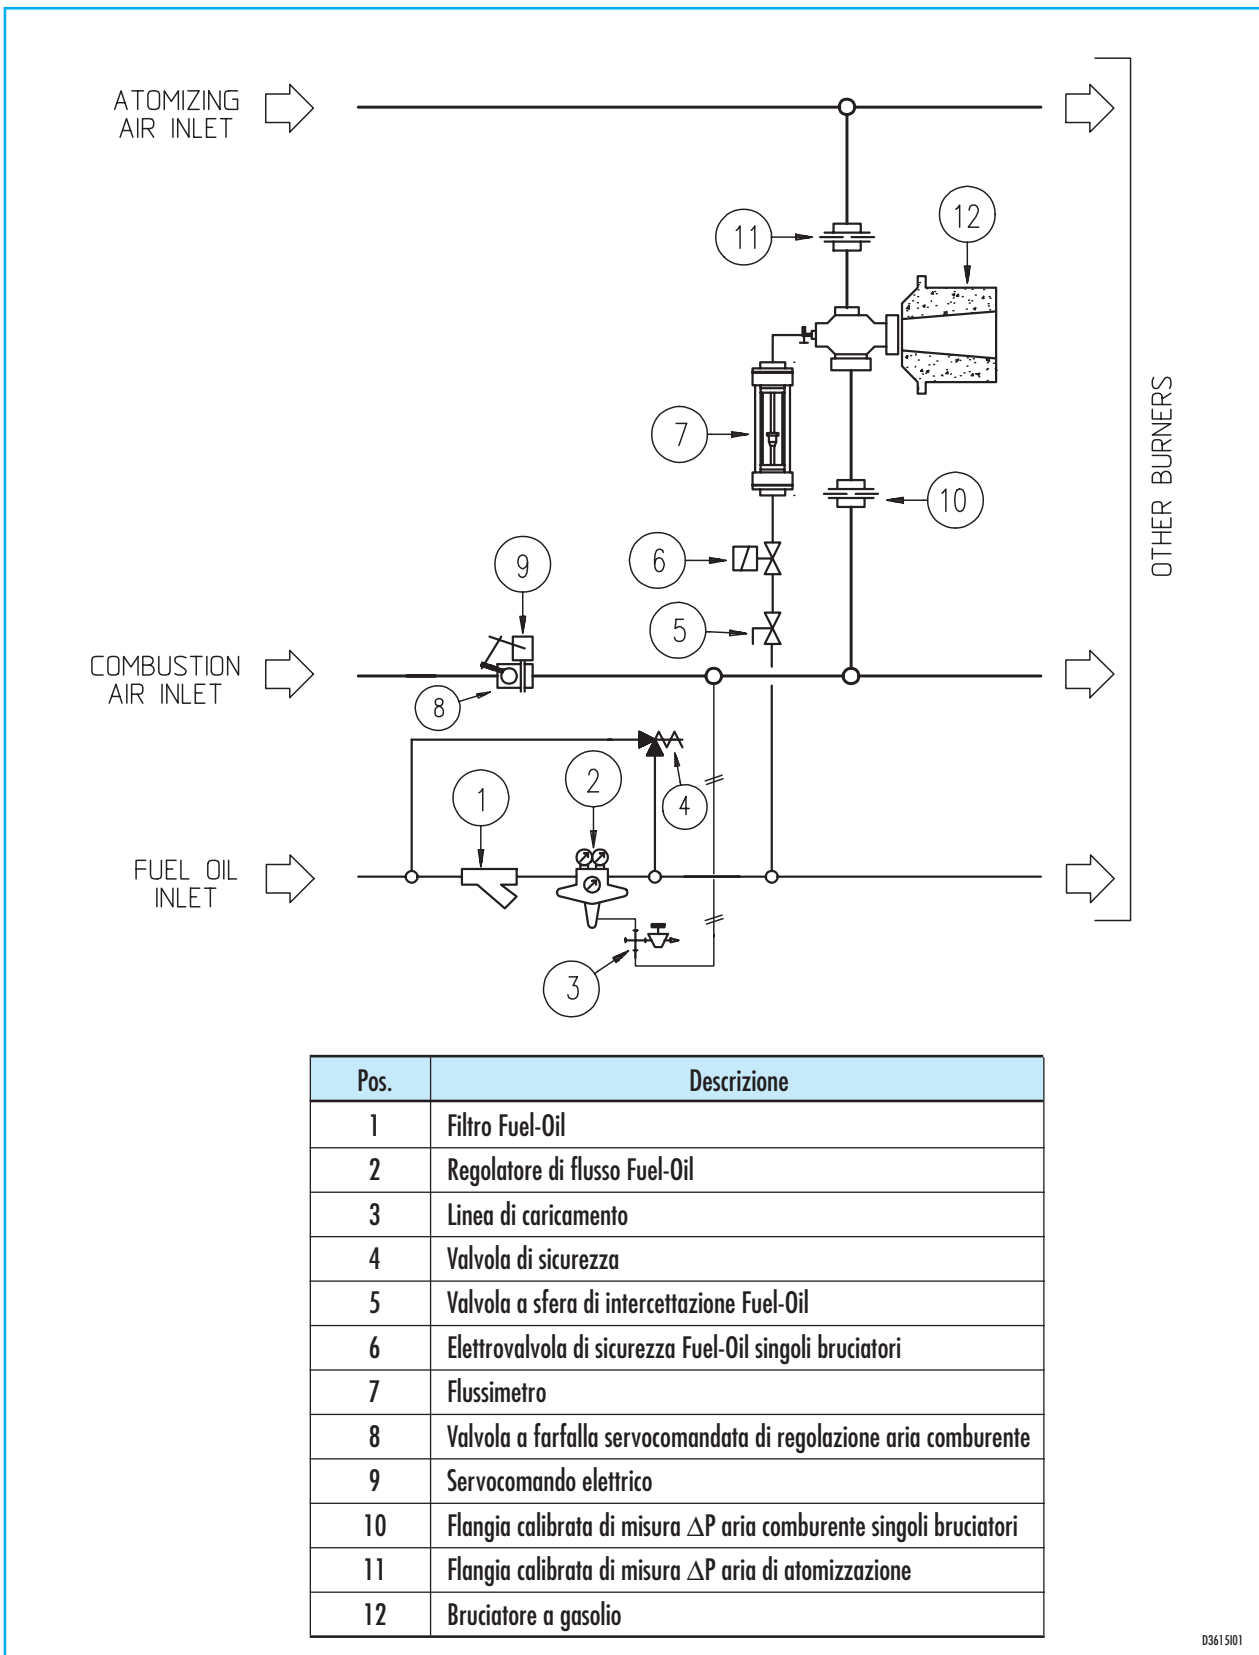 ATOMIZING
AIR INLET
11
12
7
10
OTHER BURNERS
6
9
5
COMBUSTION
AIR INLET
8
2
1
4
FUEL OIL
INLET
3
Pos. Descrizione
1 Filtro Fuel-Oil
2 Regolatore di flusso Fuel-Oil
3 Linea di caricamento
4 Valvola di sicurezza
5 Valvola a sfera di intercettazione Fuel-Oil
6 Elettrovalvola di sicurezza Fuel-Oil singoli bruciatori
7 Flussimetro
8 Valvola a farfalla servocomandata di regolazione aria comburente
9 Servocomando elettrico
10 Flangia calibrata di misura ΔP aria comburente singoli bruciatori
11 Flangia calibrata di misura ΔP aria di atomizzazione
12 Bruciatore a gasolio
D3615I01